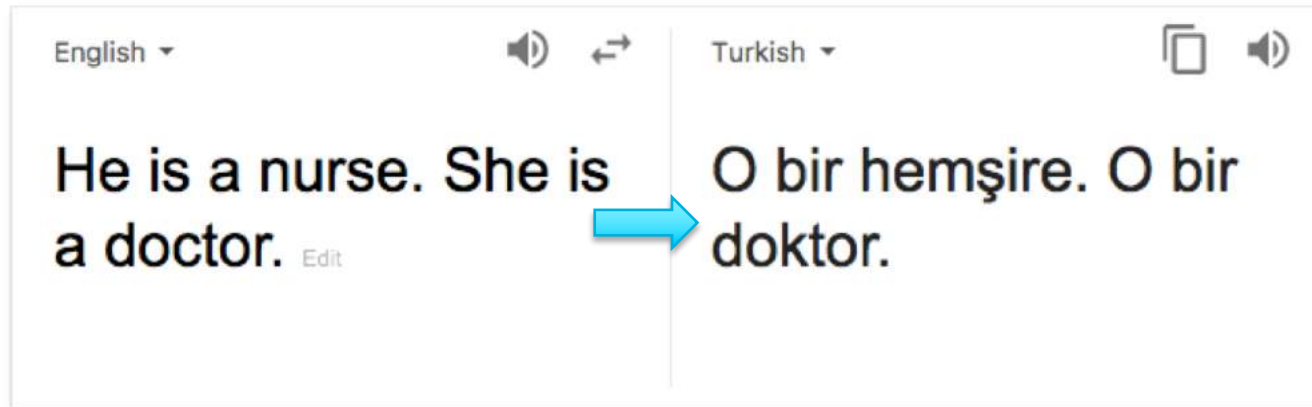 English
Turkish
He is a nurse. She is
a doctor. Edit
O bir hemşire. O bir
doktor.